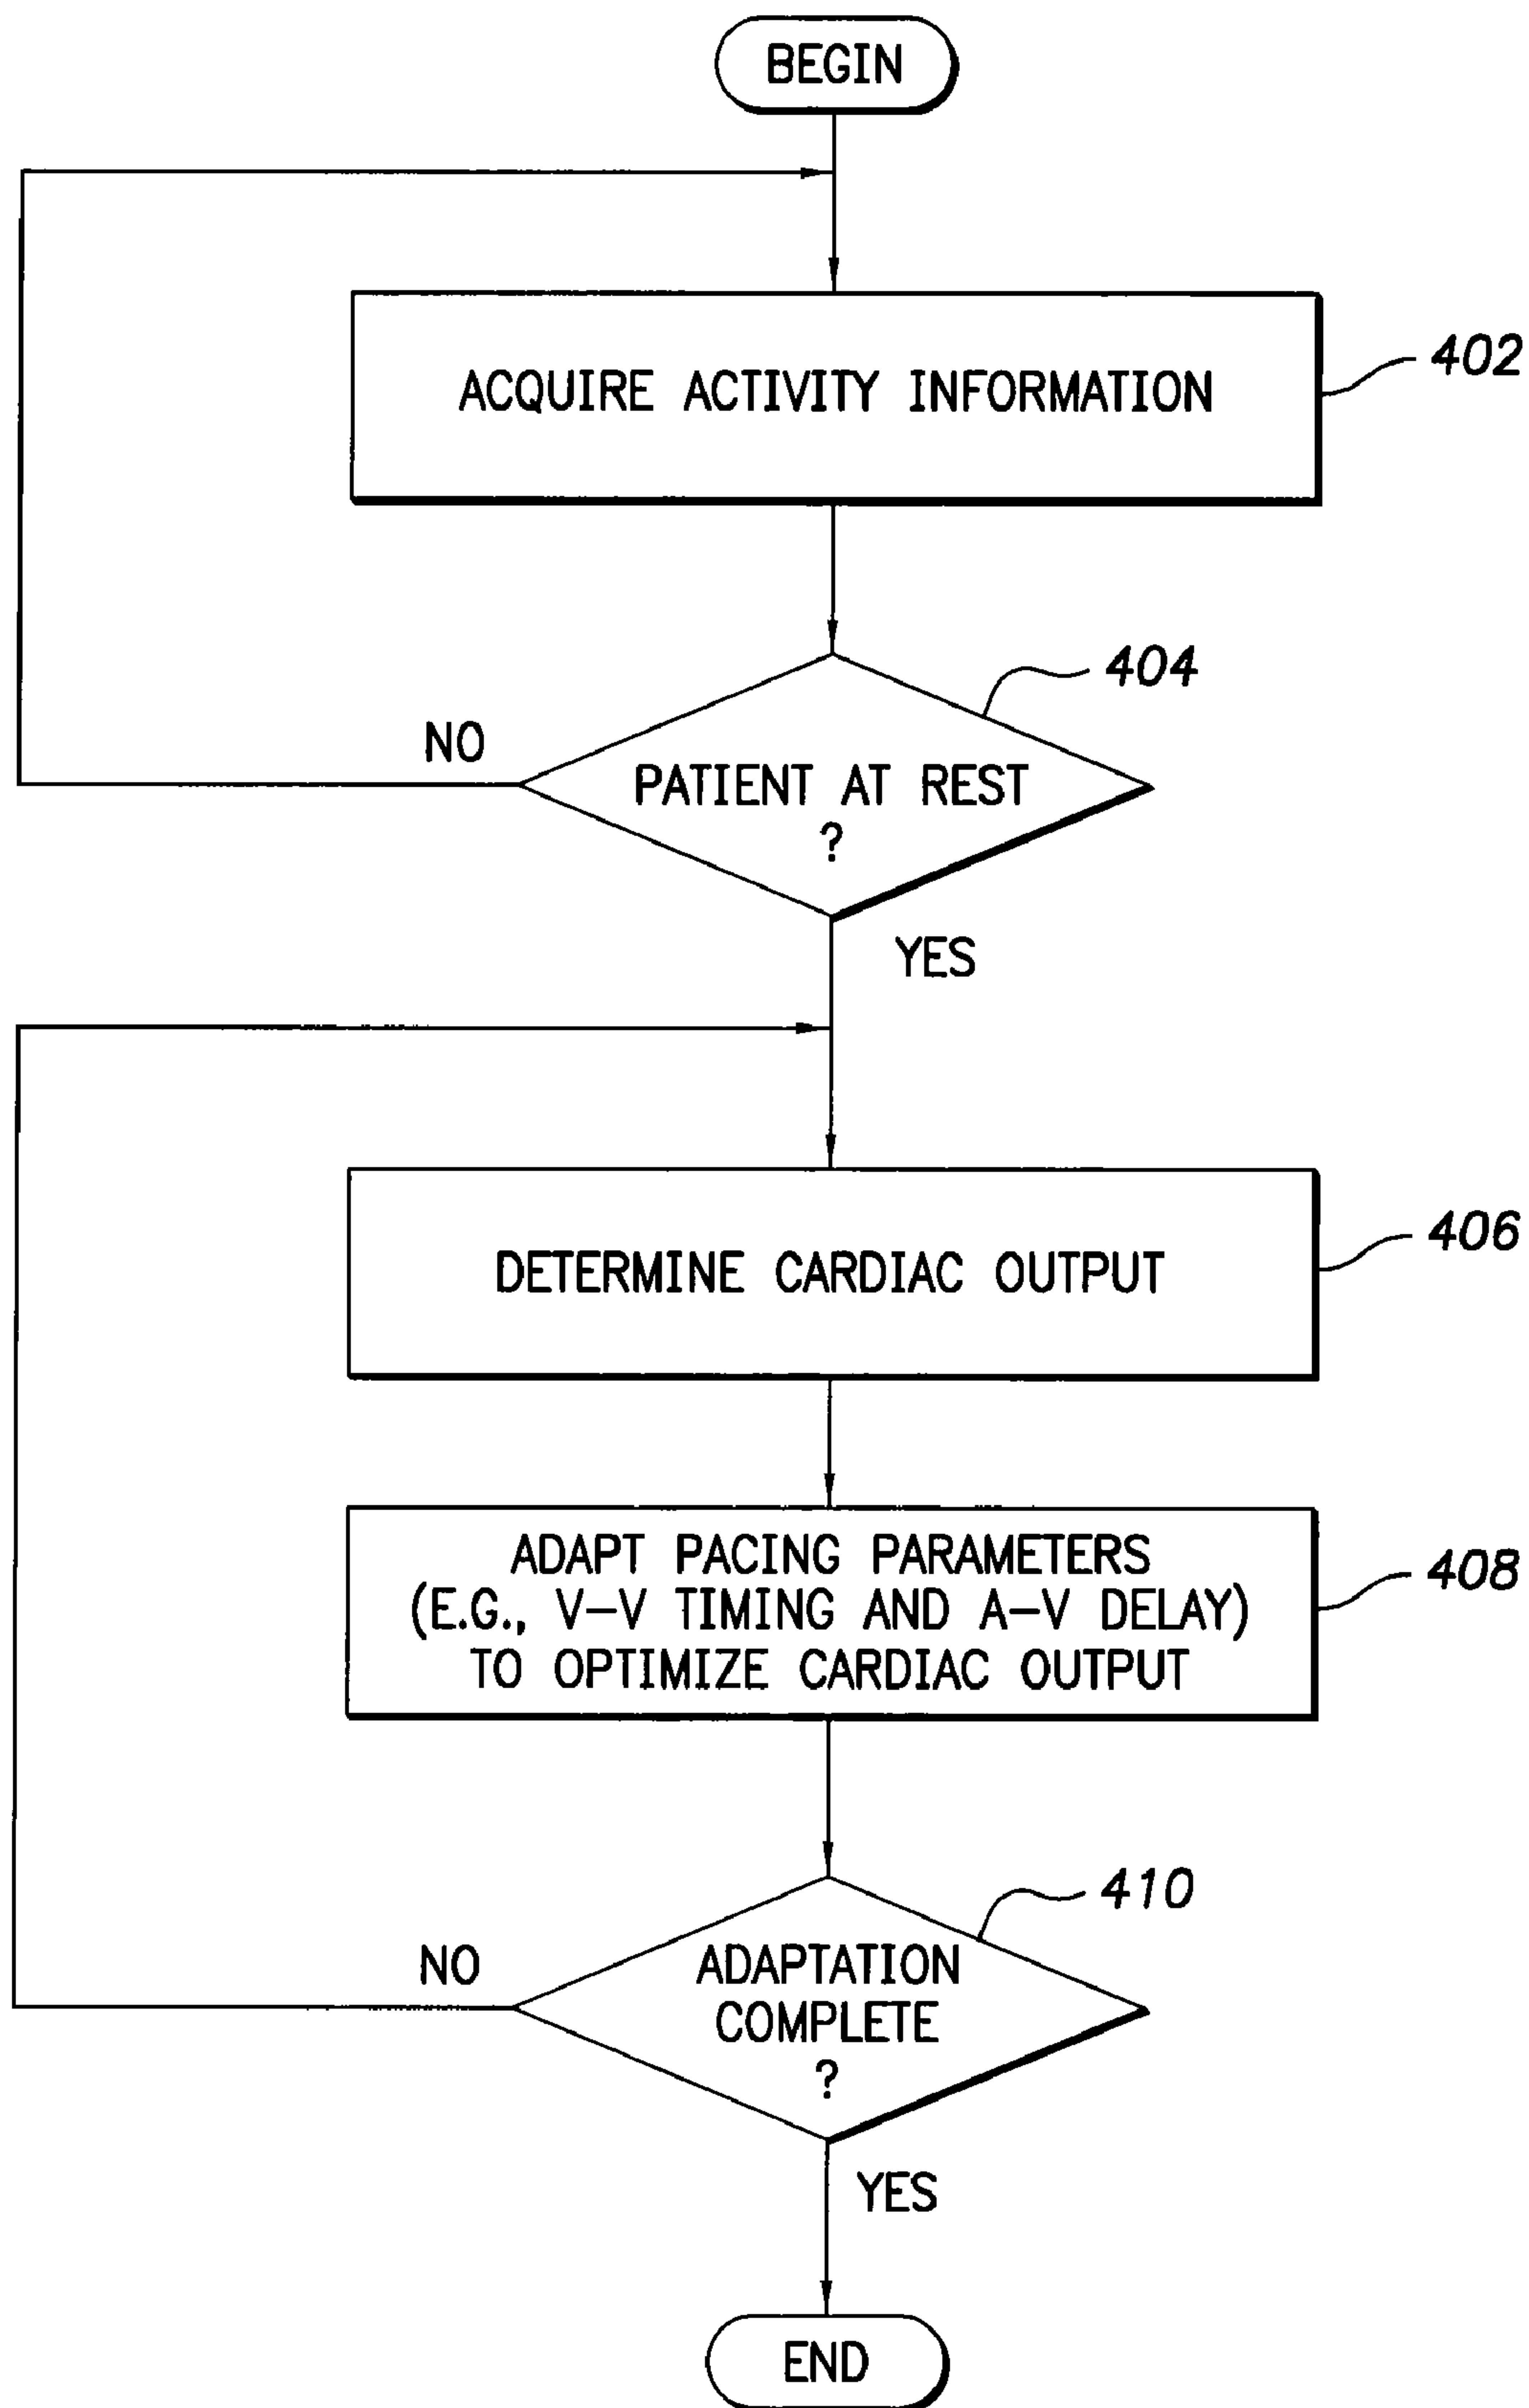 BEGIN
ACQUIRE ACTIVITY INFORMATION
402
404
NO
PATIENT AT REST
?
YES
DETERMINE CARDIAC OUTPUT
406
ADAPT PACING PARAMETERS
(E.G., V-V TIMING AND A-V DELAY)
TO OPTIMIZE CARDIAC OUTPUT
408
410
NO
ADAPTATION
COMPLETE
?
YES
END